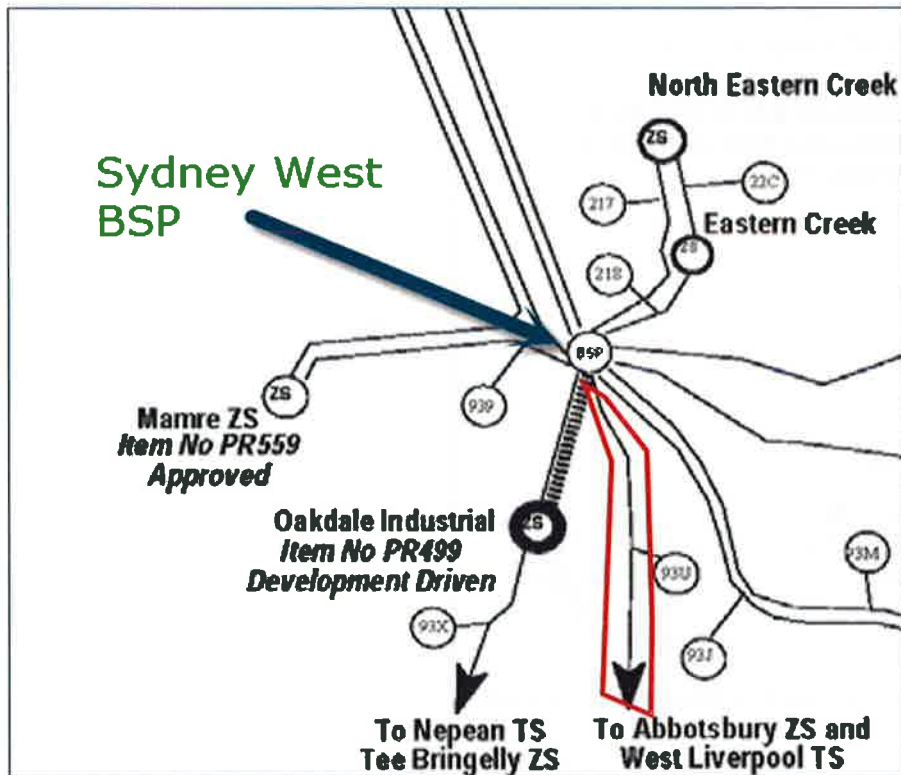 North Eastern Creek
ZS
Sydney West
BSP
217
22C
Eastern Creek
ZS
218
BSP
ZS
939
Mamre ZS
Item No PR559
Approved
Oakdale Industrial
ZS
Item No PR499
Development Driven
93U
93M
93X
93J
To Nepean TS
Tee Bringelly ZS
To Abbotsbury ZS and
West Liverpool TS